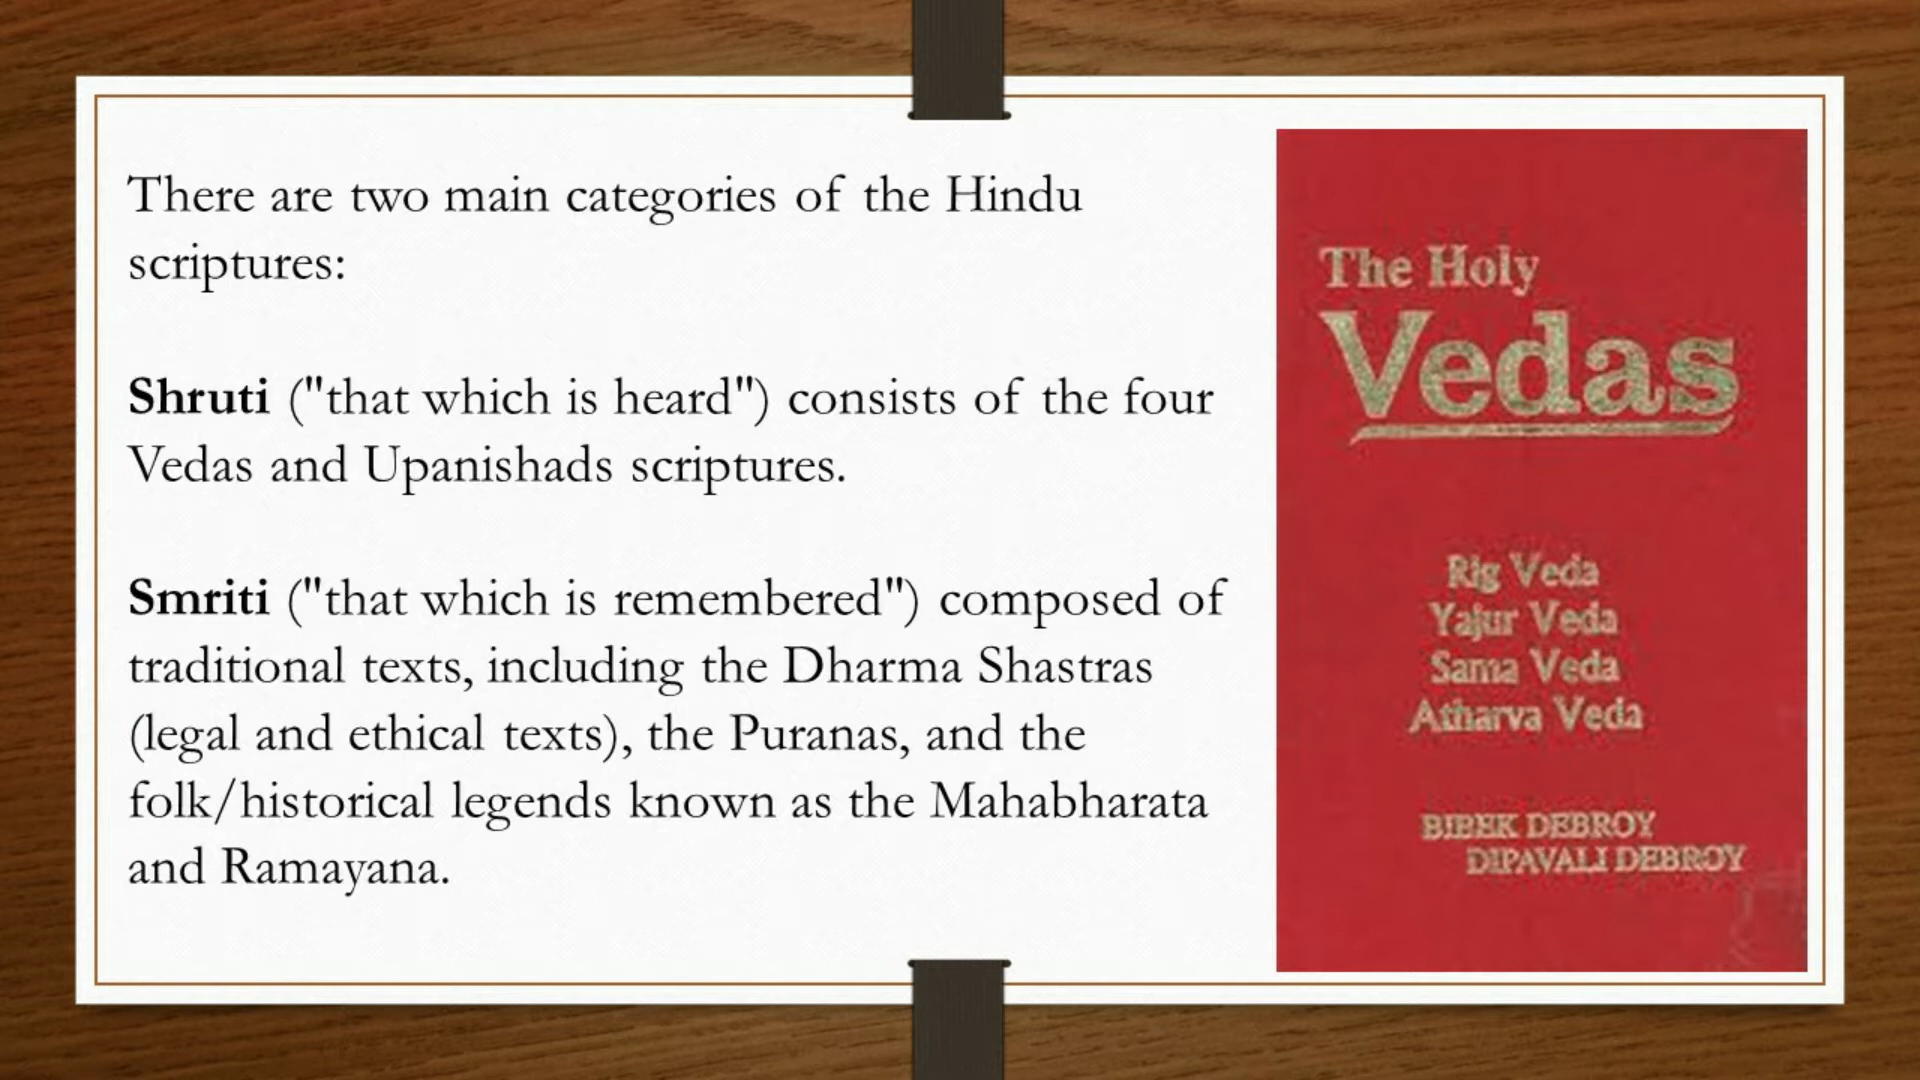 There are two main categories of the Hindu
scriptures:
Shruti ("that which is heard") consists of the four
Vedas and Upanishads scriptures.
Smriti ("that which is remembered") composed of
traditional texts, including the Dharma Shastras
(legal and ethical texts), the Puranas, and the
folk/historical legends known as the Mahabharata
and Ramayana.
The Holy
Vedas
Rig Veda
Yajur Veda
Sama Veda
Atharva Veda
BIBEK DEBROY
DIPAVALI DEBROY